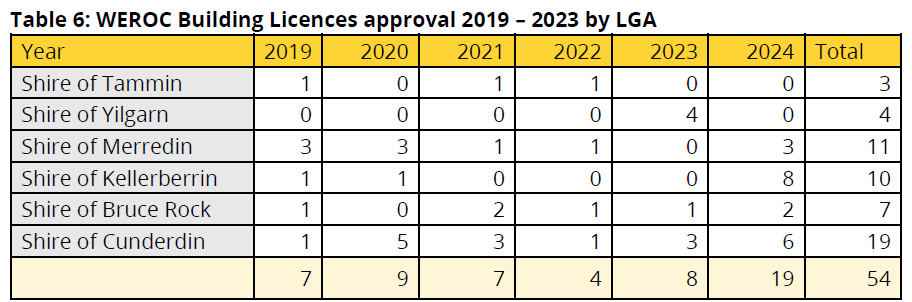 Table 6: WEROC Building Licences approval 2019 – 2023 by LGA
Year 2019 2020 2021 2022 2023 2024 Total
Shire of Tammin 1 0 1 1 0 0 3
Shire of Yilgarn 0 0 0 0 4 0 4
Shire of Merredin 3 3 1 1 0 3 11
Shire of Kellerberrin 1 1 0 0 0 8 10
Shire of Bruce Rock 1 0 2 1 1 2 7
Shire of Cunderdin 1 5 3 1 3 6 19
7 9 7 4 8 19 54